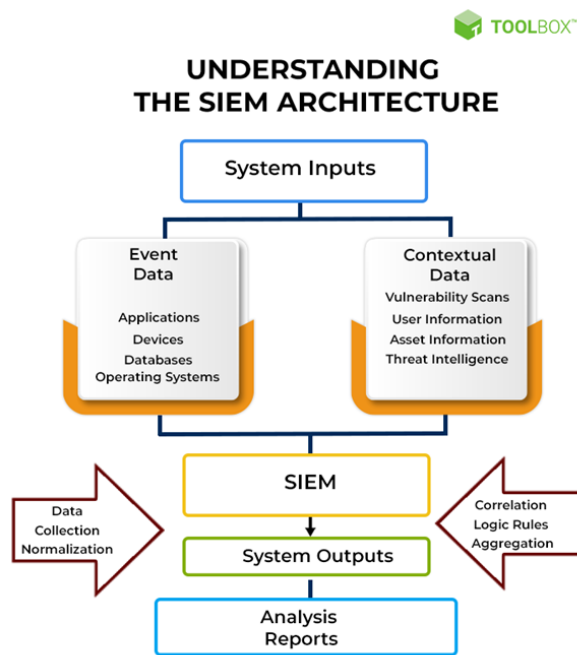 TOOLBOX™
UNDERSTANDING
THE SIEM ARCHITECTURE
System Inputs
Event
Data
Applications
Devices
Databases
Operating Systems
Contextual
Data
Vulnerability Scans
User Information
Asset Information
Threat Intelligence
SIEM
Data
Collection
Normalization
Correlation
Logic Rules
Aggregation
System Outputs
Analysis
Reports